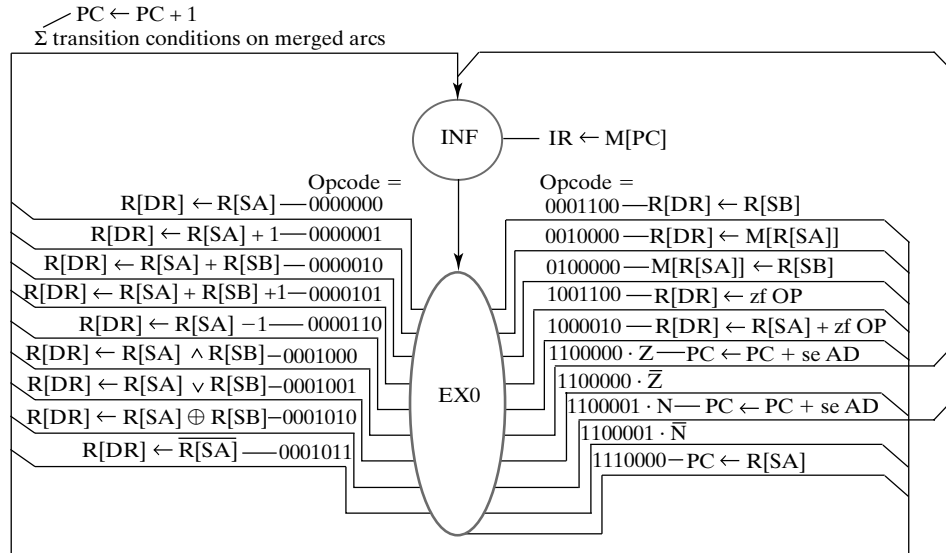 PC ← PC + 1
Σ transition conditions on merged arcs
INF
IR ← M[PC]
Opcode =
R[DR] ← R[SA] 0000000
R[DR] ← R[SA] + 1 0000001
R[DR] ← R[SA] + R[SB] 0000010
R[DR] ← R[SA] + R[SB] +1 0000101
R[DR] ← R[SA] −1 0000110
R[DR] ← R[SA] ∧ R[SB] 0001000
R[DR] ← R[SA] ∨ R[SB] 0001001
R[DR] ← R[SA] ⊕ R[SB] 0001010
R[DR] ← R̅[̅S̅A̅]̅ 0001011
EX0
Opcode =
0001100 R[DR] ← R[SB]
0010000 R[DR] ← M[R[SA]]
0100000 M[R[SA]] ← R[SB]
1001100 R[DR] ← zf OP
1000010 R[DR] ← R[SA] + zf OP
1100000 · Z PC ← PC + se AD
1100000 · Z̅
1100001 · N PC ← PC + se AD
1100001 · N̅
1110000 PC ← R[SA]